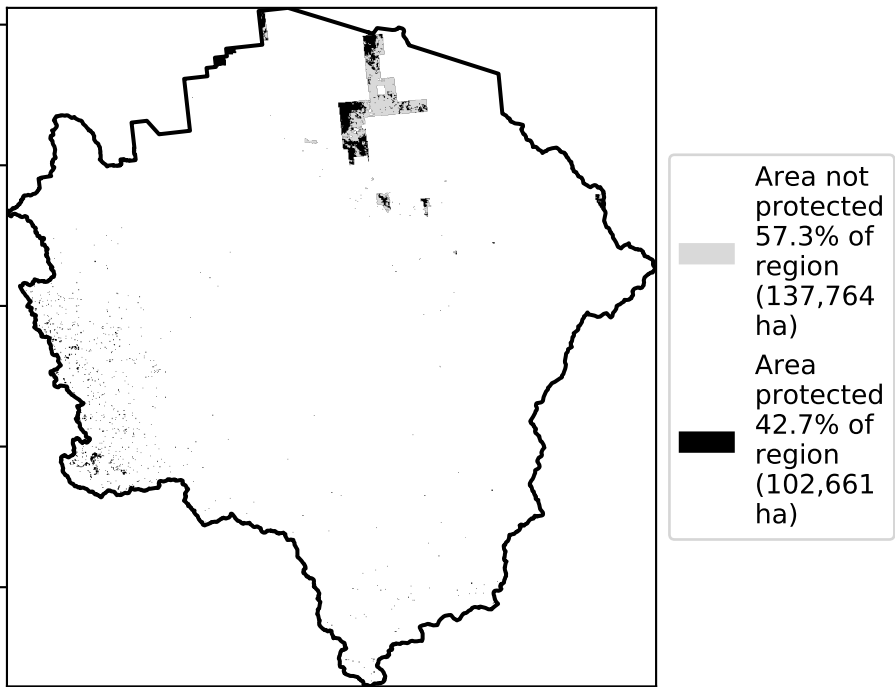 Area not
protected
57.3% of
region
(137,764
ha)
Area
protected
42.7% of
region
(102,661
ha)